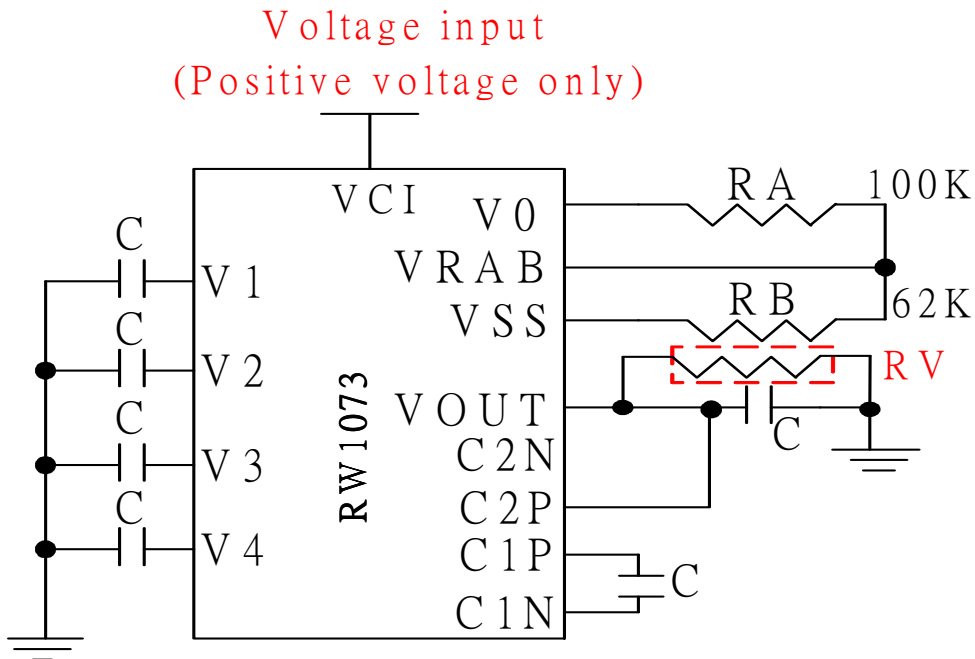 Voltage input
(Positive voltage only)
VCI
V0
RA
100K
VRAB
C
V1
VSS
RB
62K
C
V2
RV
VOUT
C
C2N
C
V3
C2P
C
V4
C1P
C
C1N
RW1073